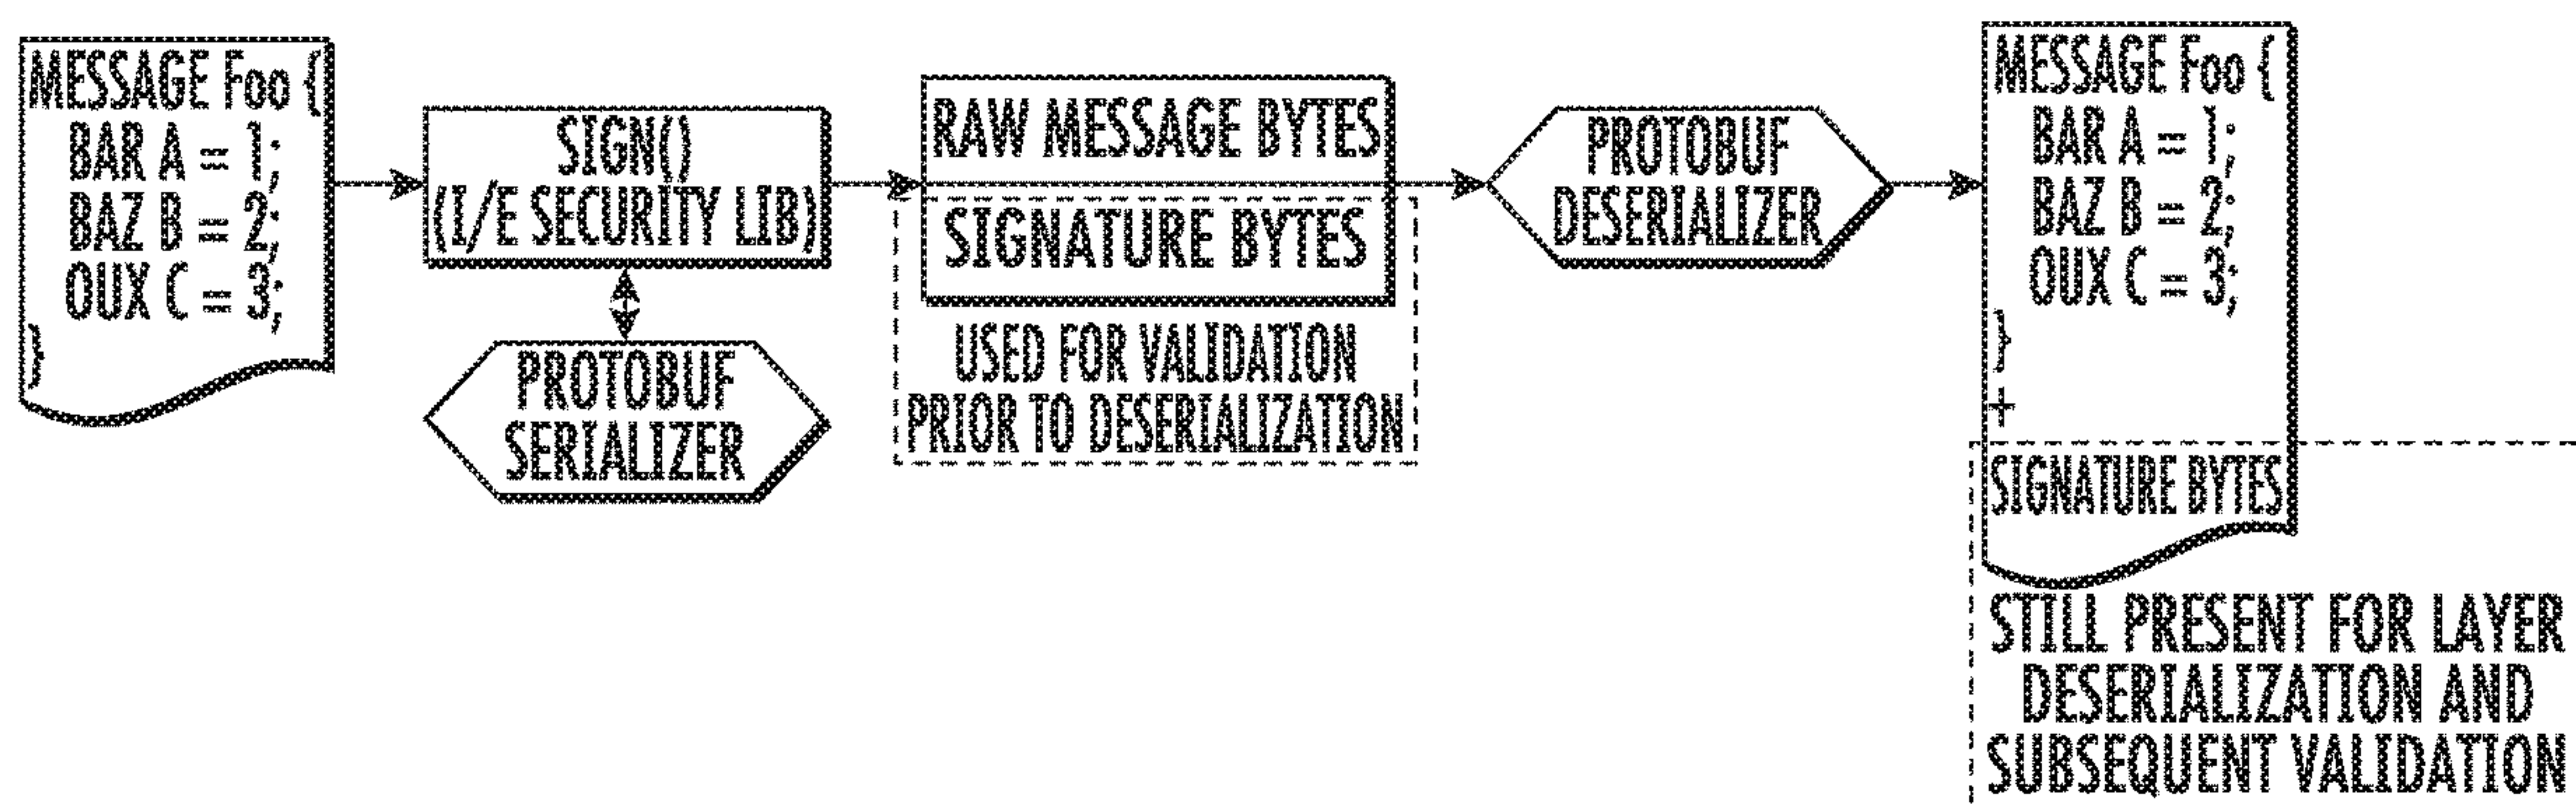 MESSAGE Foo {
BAR A = 1;
BAZ B = 2;
OUX C = 3;
}
SIGN()
(I/E SECURITY LIB)
PROTOBUF
SERIALIZER
RAW MESSAGE BYTES
SIGNATURE BYTES
USED FOR VALIDATION
PRIOR TO DESERIALIZATION
PROTOBUF
DESERIALIZER
MESSAGE Foo {
BAR A = 1;
BAZ B = 2;
OUX C = 3;
}
+
SIGNATURE BYTES
STILL PRESENT FOR LAYER
DESERIALIZATION AND
SUBSEQUENT VALIDATION